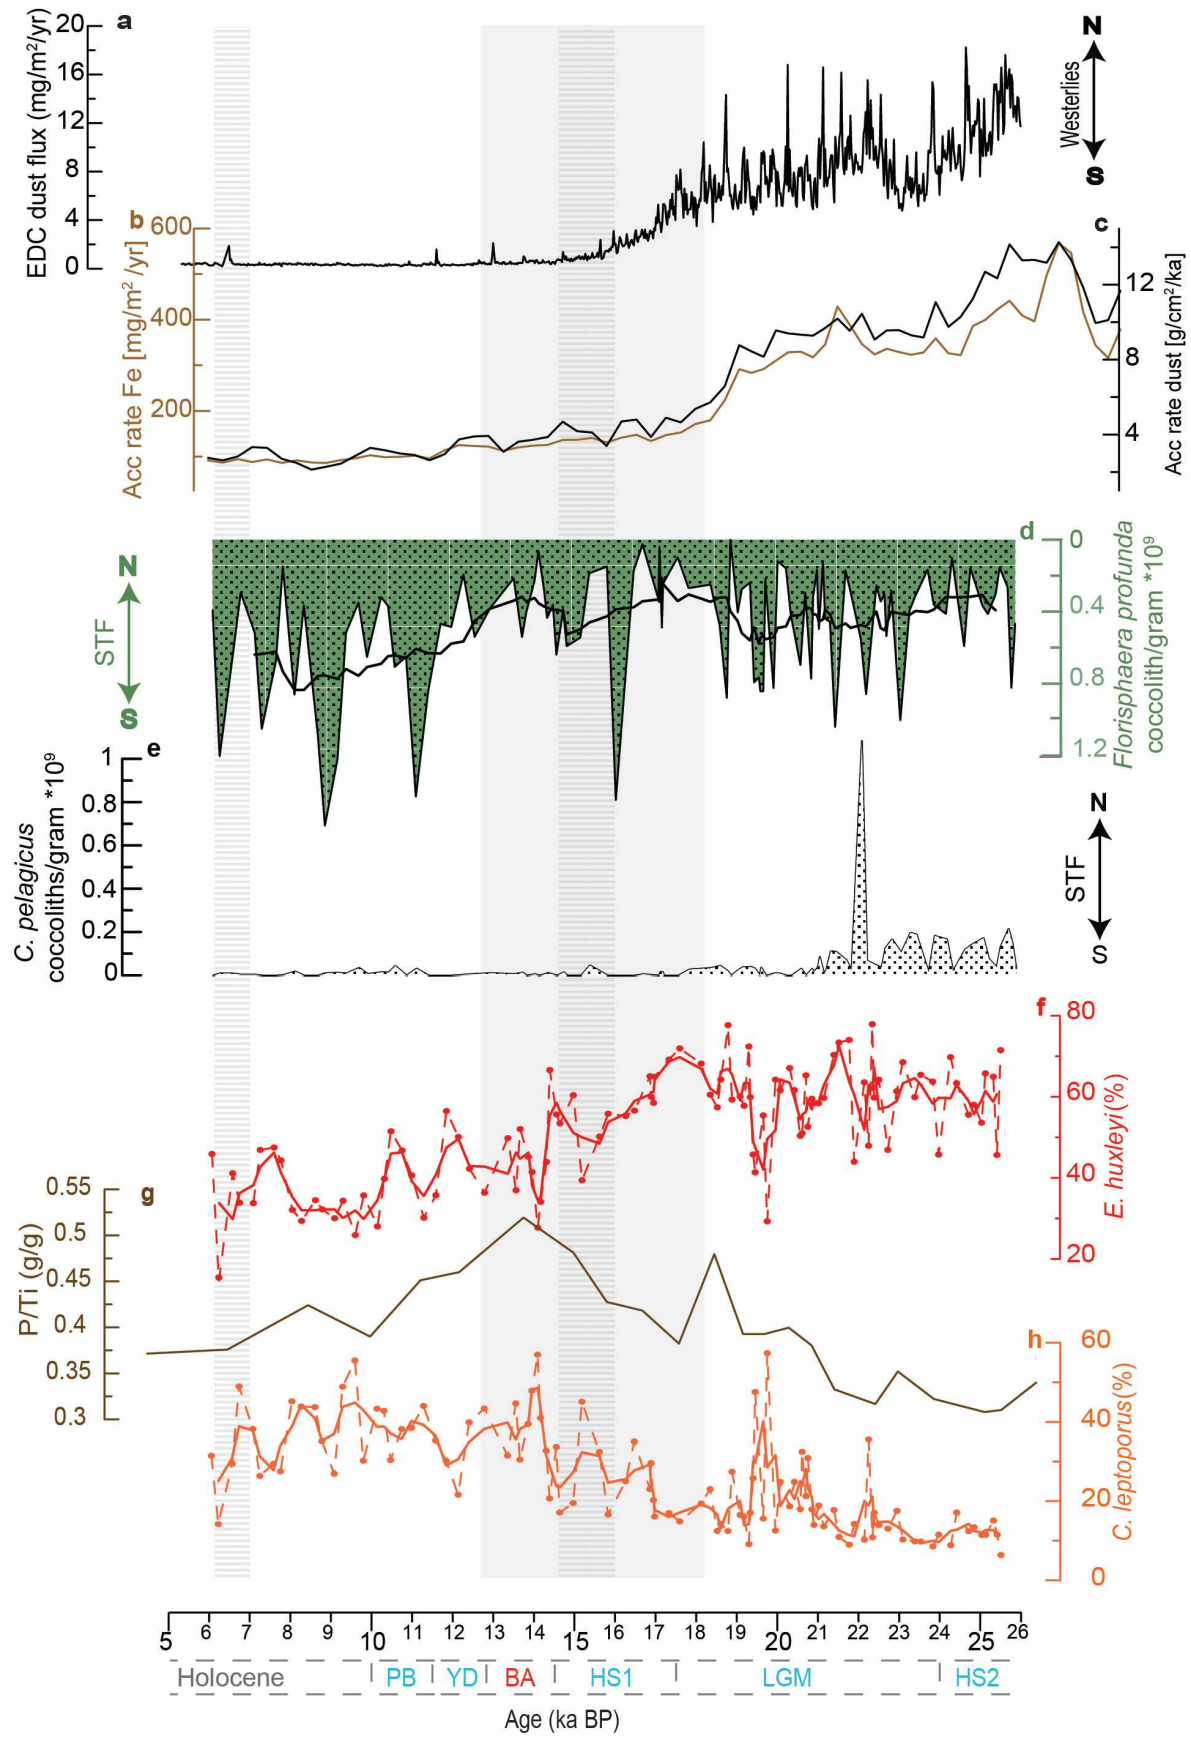 a
EDC dust flux (mg/m²/yr)
20
16
12
8
4
0
N
Westerlies
S
b
Acc rate Fe [mg/m² /yr]
600
400
200
c
12
8
4
Acc rate dust [g/cm²/ka]
N
STF
S
d
0
0.4
0.8
1.2
Florisphaera profunda
coccolith/gram *10⁹
e
C. pelagicus
coccoliths/gram *10⁹
1
0.8
0.6
0.4
0.2
0
N
STF
S
f
80
60
40
20
E. huxleyi (%)
g
P/Ti (g/g)
0.55
0.5
0.45
0.4
0.35
0.3
h
60
40
20
0
C. leptoporus (%)
5 6 7 8 9 10 11 12 13 14 15 16 17 18 19 20 21 22 23 24 25 26
Holocene PB YD BA HS1 LGM HS2
Age (ka BP)